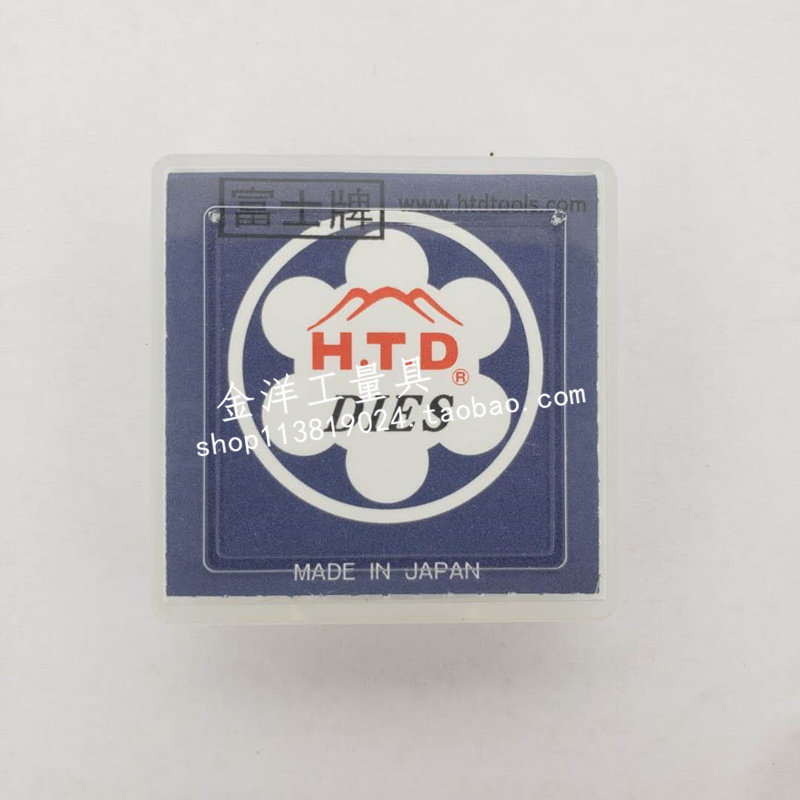 富士牌
www.htdtools.com
H.T.D
®
DIES
金洋工量具
shop113819024.taobao.com
MADE IN JAPAN